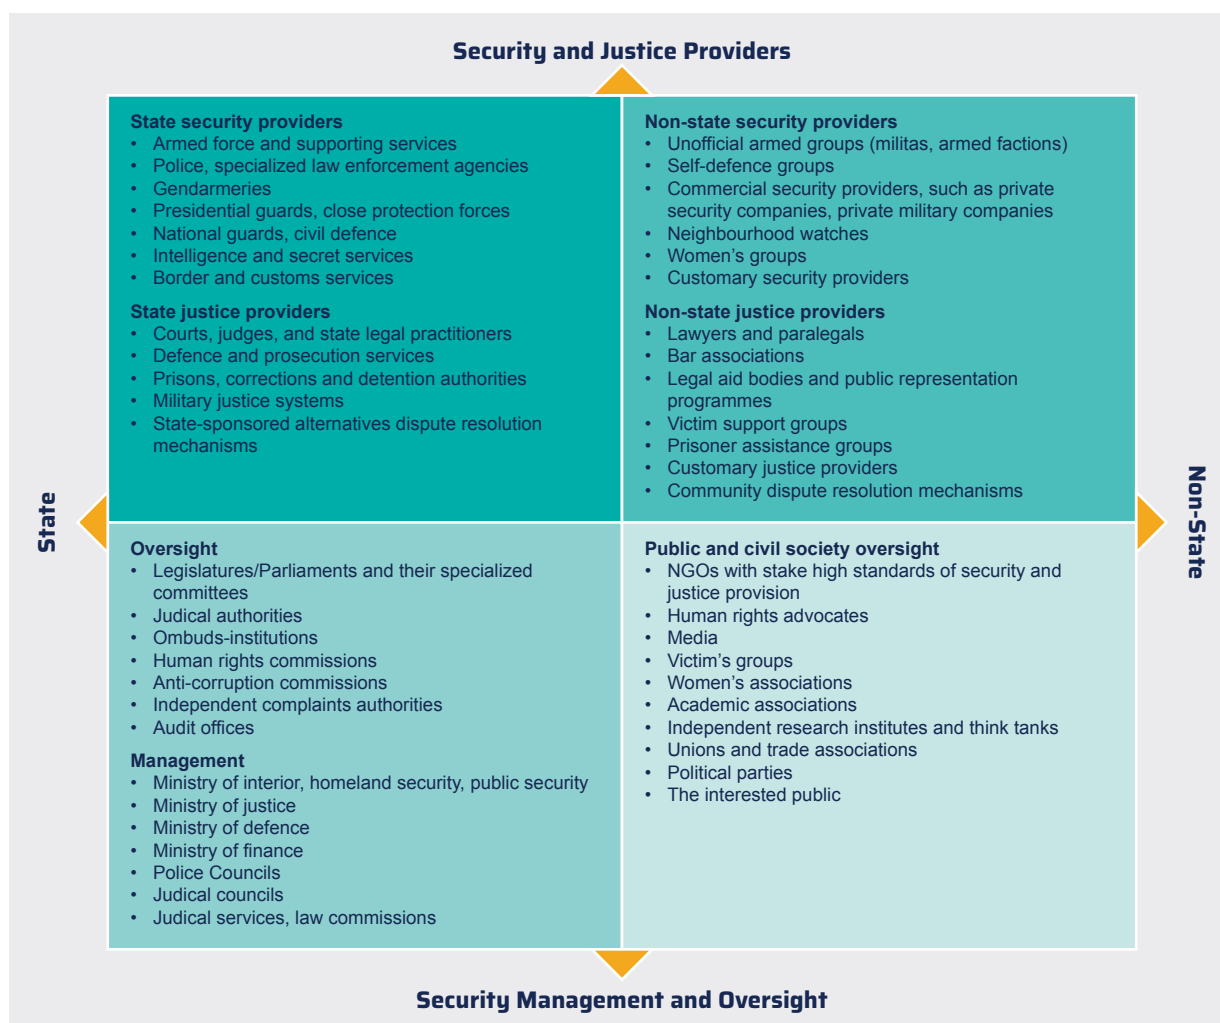 Security and Justice Providers
State security providers
• Armed force and supporting services
• Police, specialized law enforcement agencies
• Gendarmeries
• Presidential guards, close protection forces
• National guards, civil defence
• Intelligence and secret services
• Border and customs services
State justice providers
• Courts, judges, and state legal practitioners
• Defence and prosecution services
• Prisons, corrections and detention authorities
• Military justice systems
• State-sponsored alternatives dispute resolution
mechanisms
Non-state security providers
• Unofficial armed groups (militas, armed factions)
• Self-defence groups
• Commercial security providers, such as private
security companies, private military companies
• Neighbourhood watches
• Women's groups
• Customary security providers
Non-state justice providers
• Lawyers and paralegals
• Bar associations
• Legal aid bodies and public representation
programmes
• Victim support groups
• Prisoner assistance groups
• Customary justice providers
• Community dispute resolution mechanisms
State
Non-State
Oversight
• Legislatures/Parliaments and their specialized
committees
• Judical authorities
• Ombuds-institutions
• Human rights commissions
• Anti-corruption commissions
• Independent complaints authorities
• Audit offices
Management
• Ministry of interior, homeland security, public security
• Ministry of justice
• Ministry of defence
• Ministry of finance
• Police Councils
• Judical councils
• Judical services, law commissions
Public and civil society oversight
• NGOs with stake high standards of security and
justice provision
• Human rights advocates
• Media
• Victim's groups
• Women's associations
• Academic associations
• Independent research institutes and think tanks
• Unions and trade associations
• Political parties
• The interested public
Security Management and Oversight